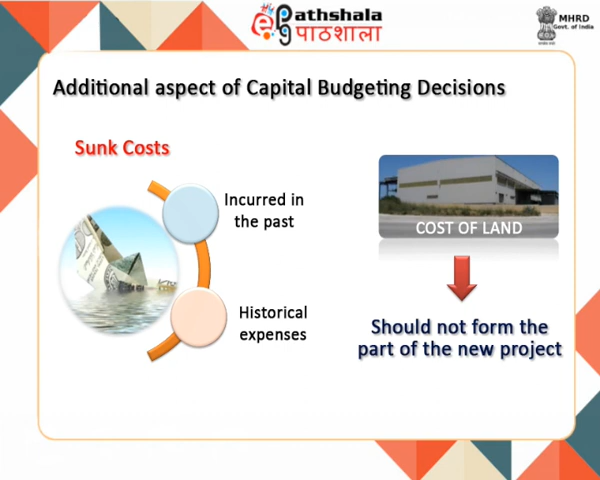 Pathshala
पाठशाला
MHRD
Govt. of India
Additional aspect of Capital Budgeting Decisions
Sunk Costs
Incurred in
the past
Historical
expenses
COST OF LAND
Should not form the
part of the new project